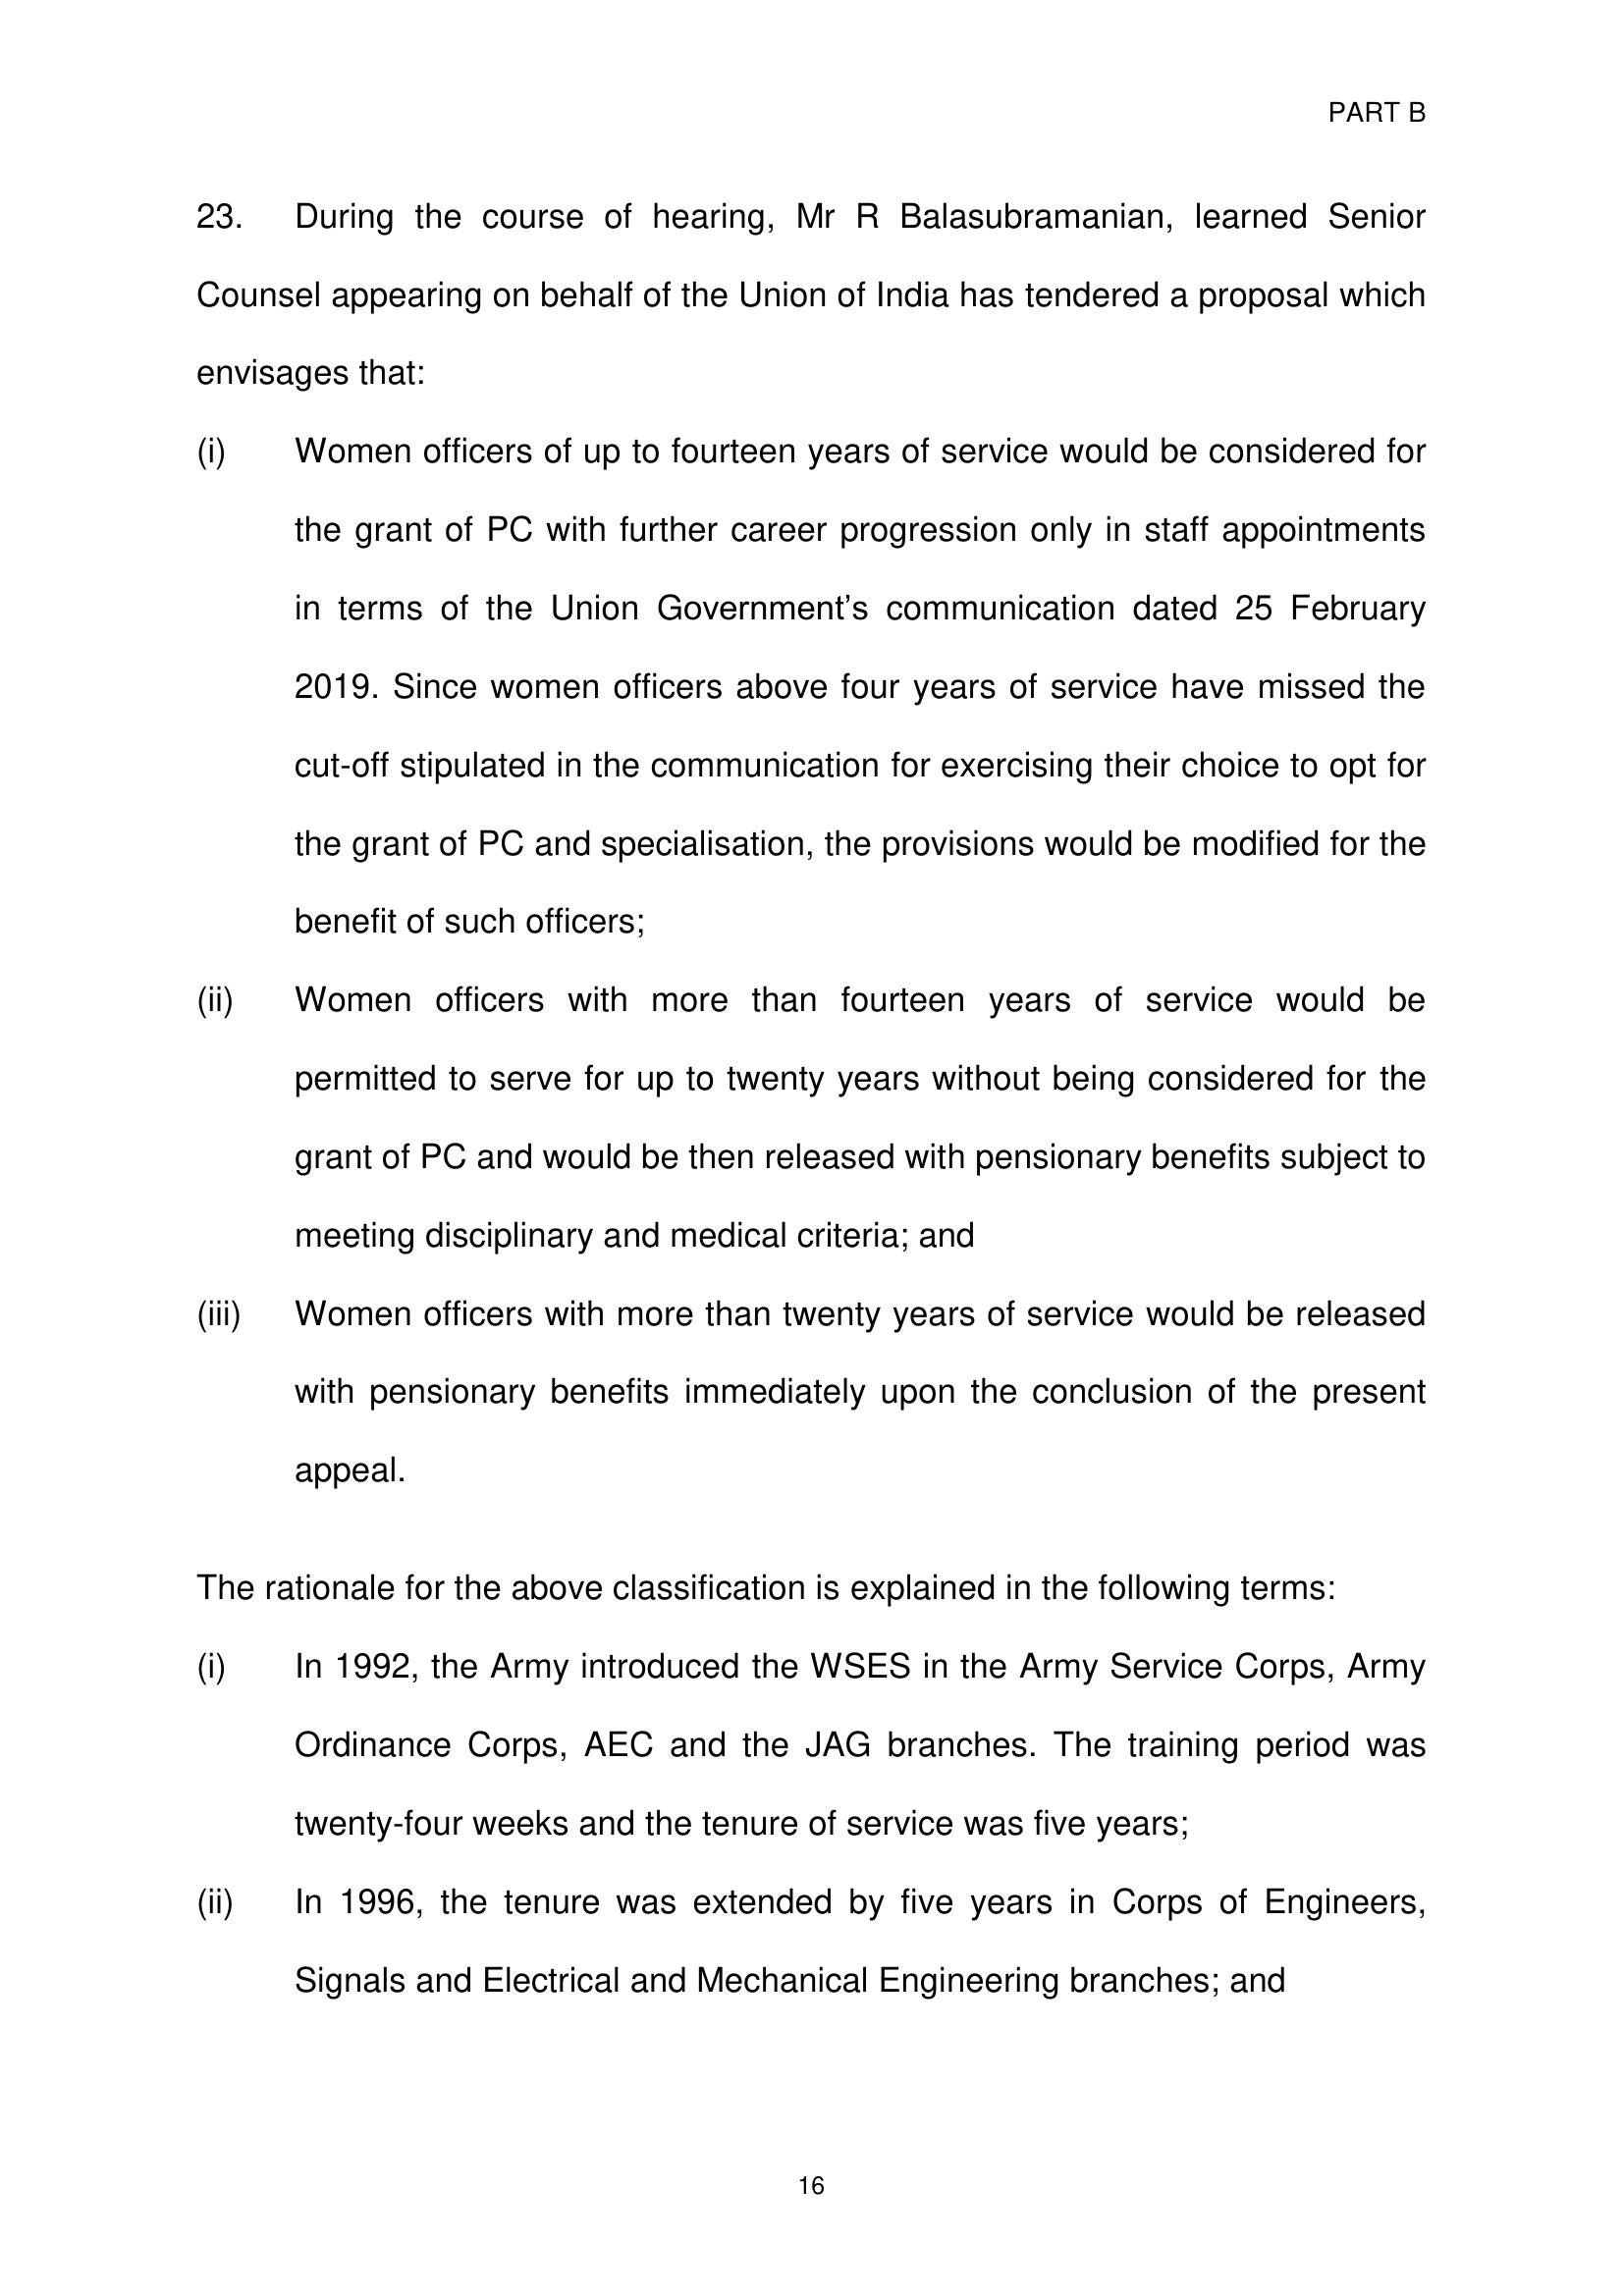 PART B
23. During the course of hearing, Mr R Balasubramanian, learned Senior
Counsel appearing on behalf of the Union of India has tendered a proposal which
envisages that:
(i) Women officers of up to fourteen years of service would be considered for
the grant of PC with further career progression only in staff appointments
in terms of the Union Government’s communication dated 25 February
2019. Since women officers above four years of service have missed the
cut-off stipulated in the communication for exercising their choice to opt for
the grant of PC and specialisation, the provisions would be modified for the
benefit of such officers;
(ii) Women officers with more than fourteen years of service would be
permitted to serve for up to twenty years without being considered for the
grant of PC and would be then released with pensionary benefits subject to
meeting disciplinary and medical criteria; and
(iii) Women officers with more than twenty years of service would be released
with pensionary benefits immediately upon the conclusion of the present
appeal.
The rationale for the above classification is explained in the following terms:
(i) In 1992, the Army introduced the WSES in the Army Service Corps, Army
Ordinance Corps, AEC and the JAG branches. The training period was
twenty-four weeks and the tenure of service was five years;
(ii) In 1996, the tenure was extended by five years in Corps of Engineers,
Signals and Electrical and Mechanical Engineering branches; and
16